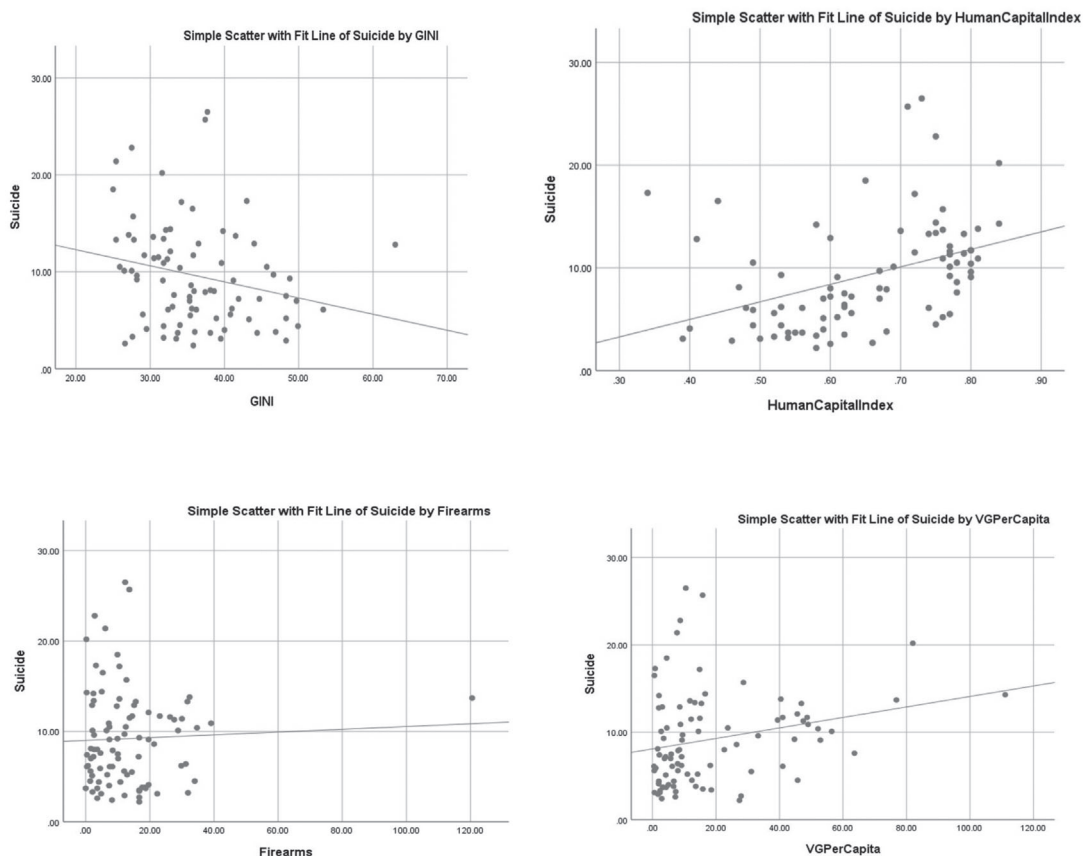 Simple Scatter with Fit Line of Suicide by GINI
30.00
20.00
10.00
.00
Suicide
20.00 30.00 40.00 50.00 60.00 70.00
GINI
Simple Scatter with Fit Line of Suicide by HumanCapitalIndex
30.00
20.00
10.00
.00
Suicide
.30 .40 .50 .60 .70 .80 .90
HumanCapitalIndex
Simple Scatter with Fit Line of Suicide by Firearms
30.00
20.00
10.00
.00
Suicide
.00 20.00 40.00 60.00 80.00 100.00 120.00
Firearms
Simple Scatter with Fit Line of Suicide by VGPerCapita
30.00
20.00
10.00
.00
Suicide
.00 20.00 40.00 60.00 80.00 100.00 120.00
VGPerCapita